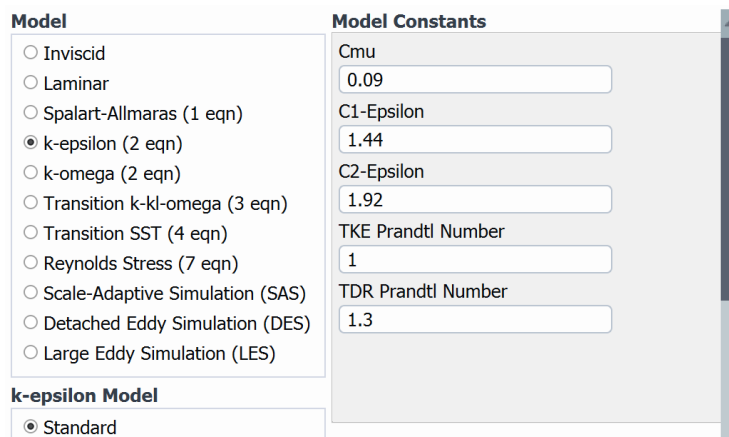 Model
Inviscid
Laminar
Spalart-Allmaras (1 eqn)
k-epsilon (2 eqn)
k-omega (2 eqn)
Transition k-kl-omega (3 eqn)
Transition SST (4 eqn)
Reynolds Stress (7 eqn)
Scale-Adaptive Simulation (SAS)
Detached Eddy Simulation (DES)
Large Eddy Simulation (LES)
k-epsilon Model
Standard
Model Constants
Cmu
0.09
C1-Epsilon
1.44
C2-Epsilon
1.92
TKE Prandtl Number
1
TDR Prandtl Number
1.3